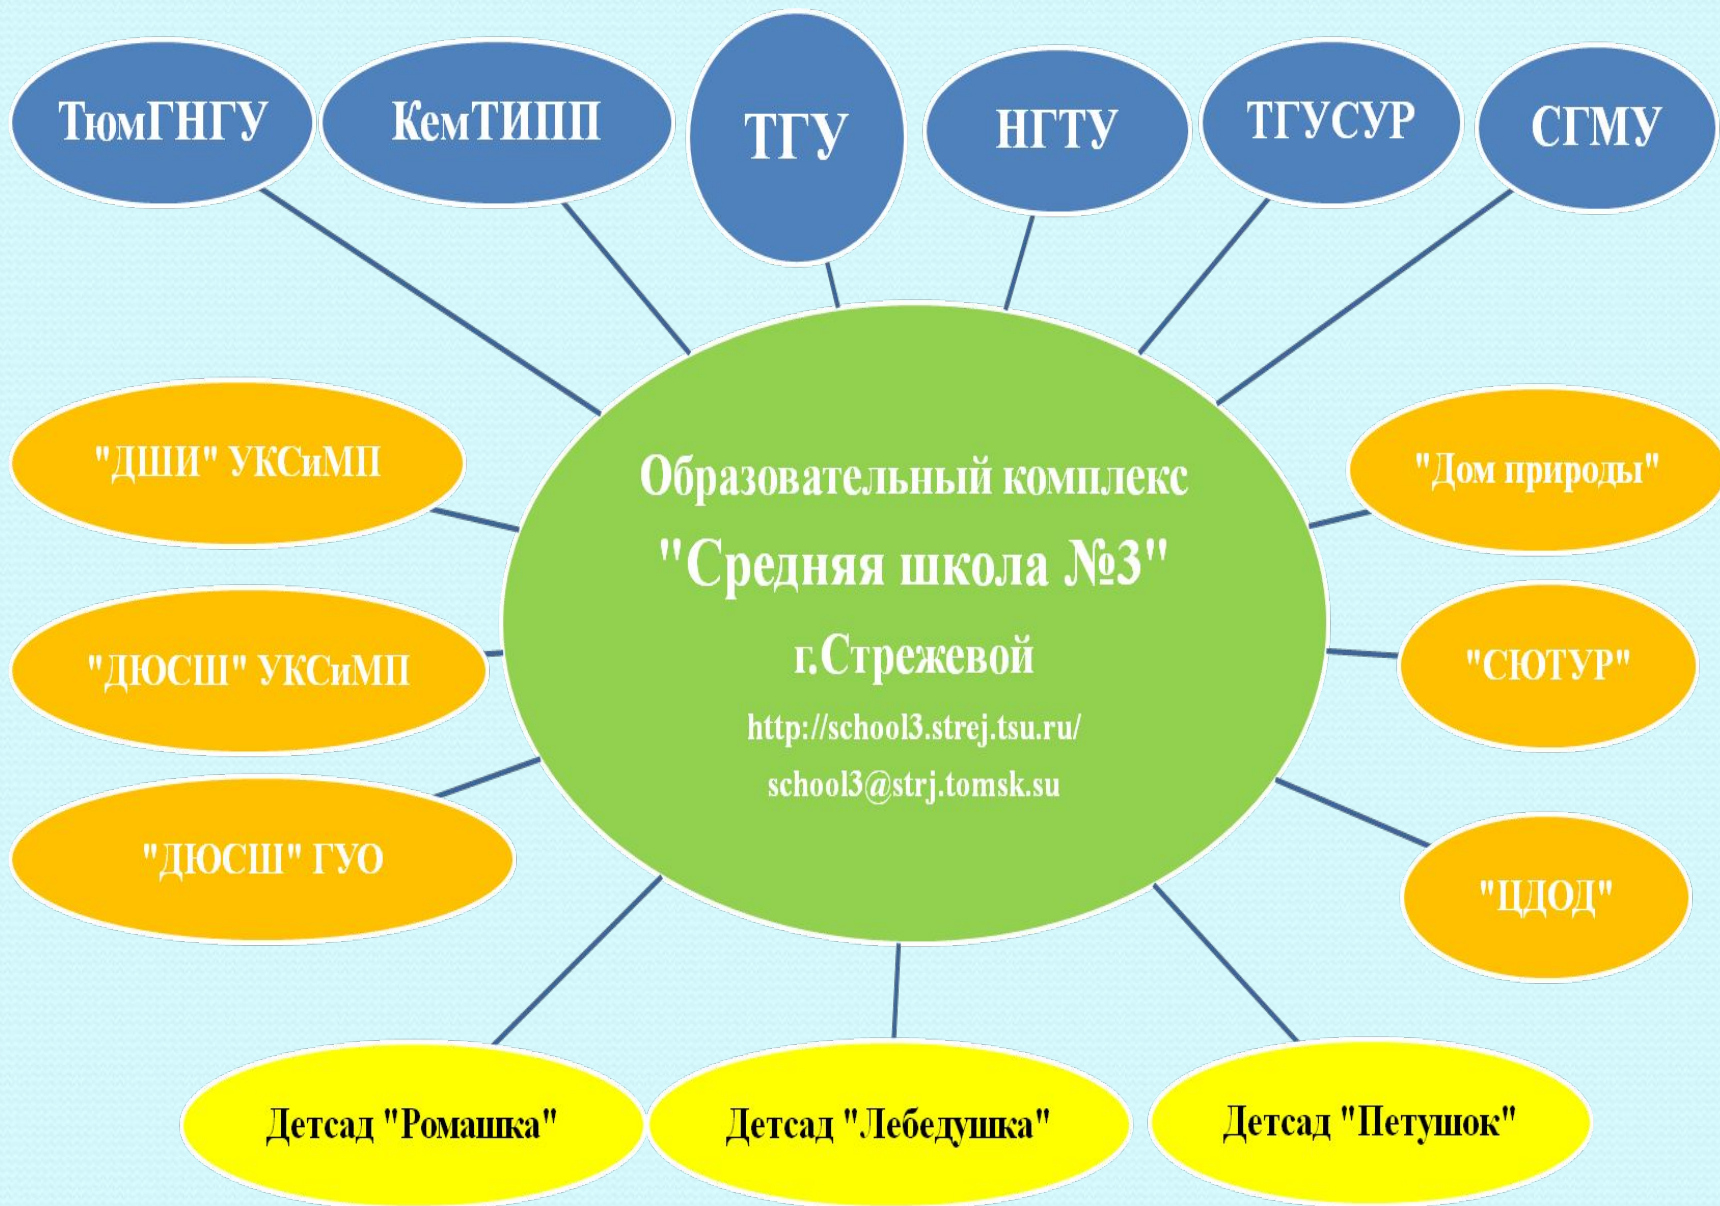 ТюмГНГУ
КемТИПП
ТГУ
НГТУ
ТГУСУР
СГМУ
"ДШИ" УКСиМП
"ДЮСШ" УКСиМП
"ДЮСШ" ГУО
Образовательный комплекс
"Средняя школа №3"
г.Стрежевой
http://school3.strej.tsu.ru/
school3@strj.tomsk.su
"Дом природы"
"СЮТУР"
"ЦДОД"
Детсад "Ромашка"
Детсад "Лебедушка"
Детсад "Петушок"